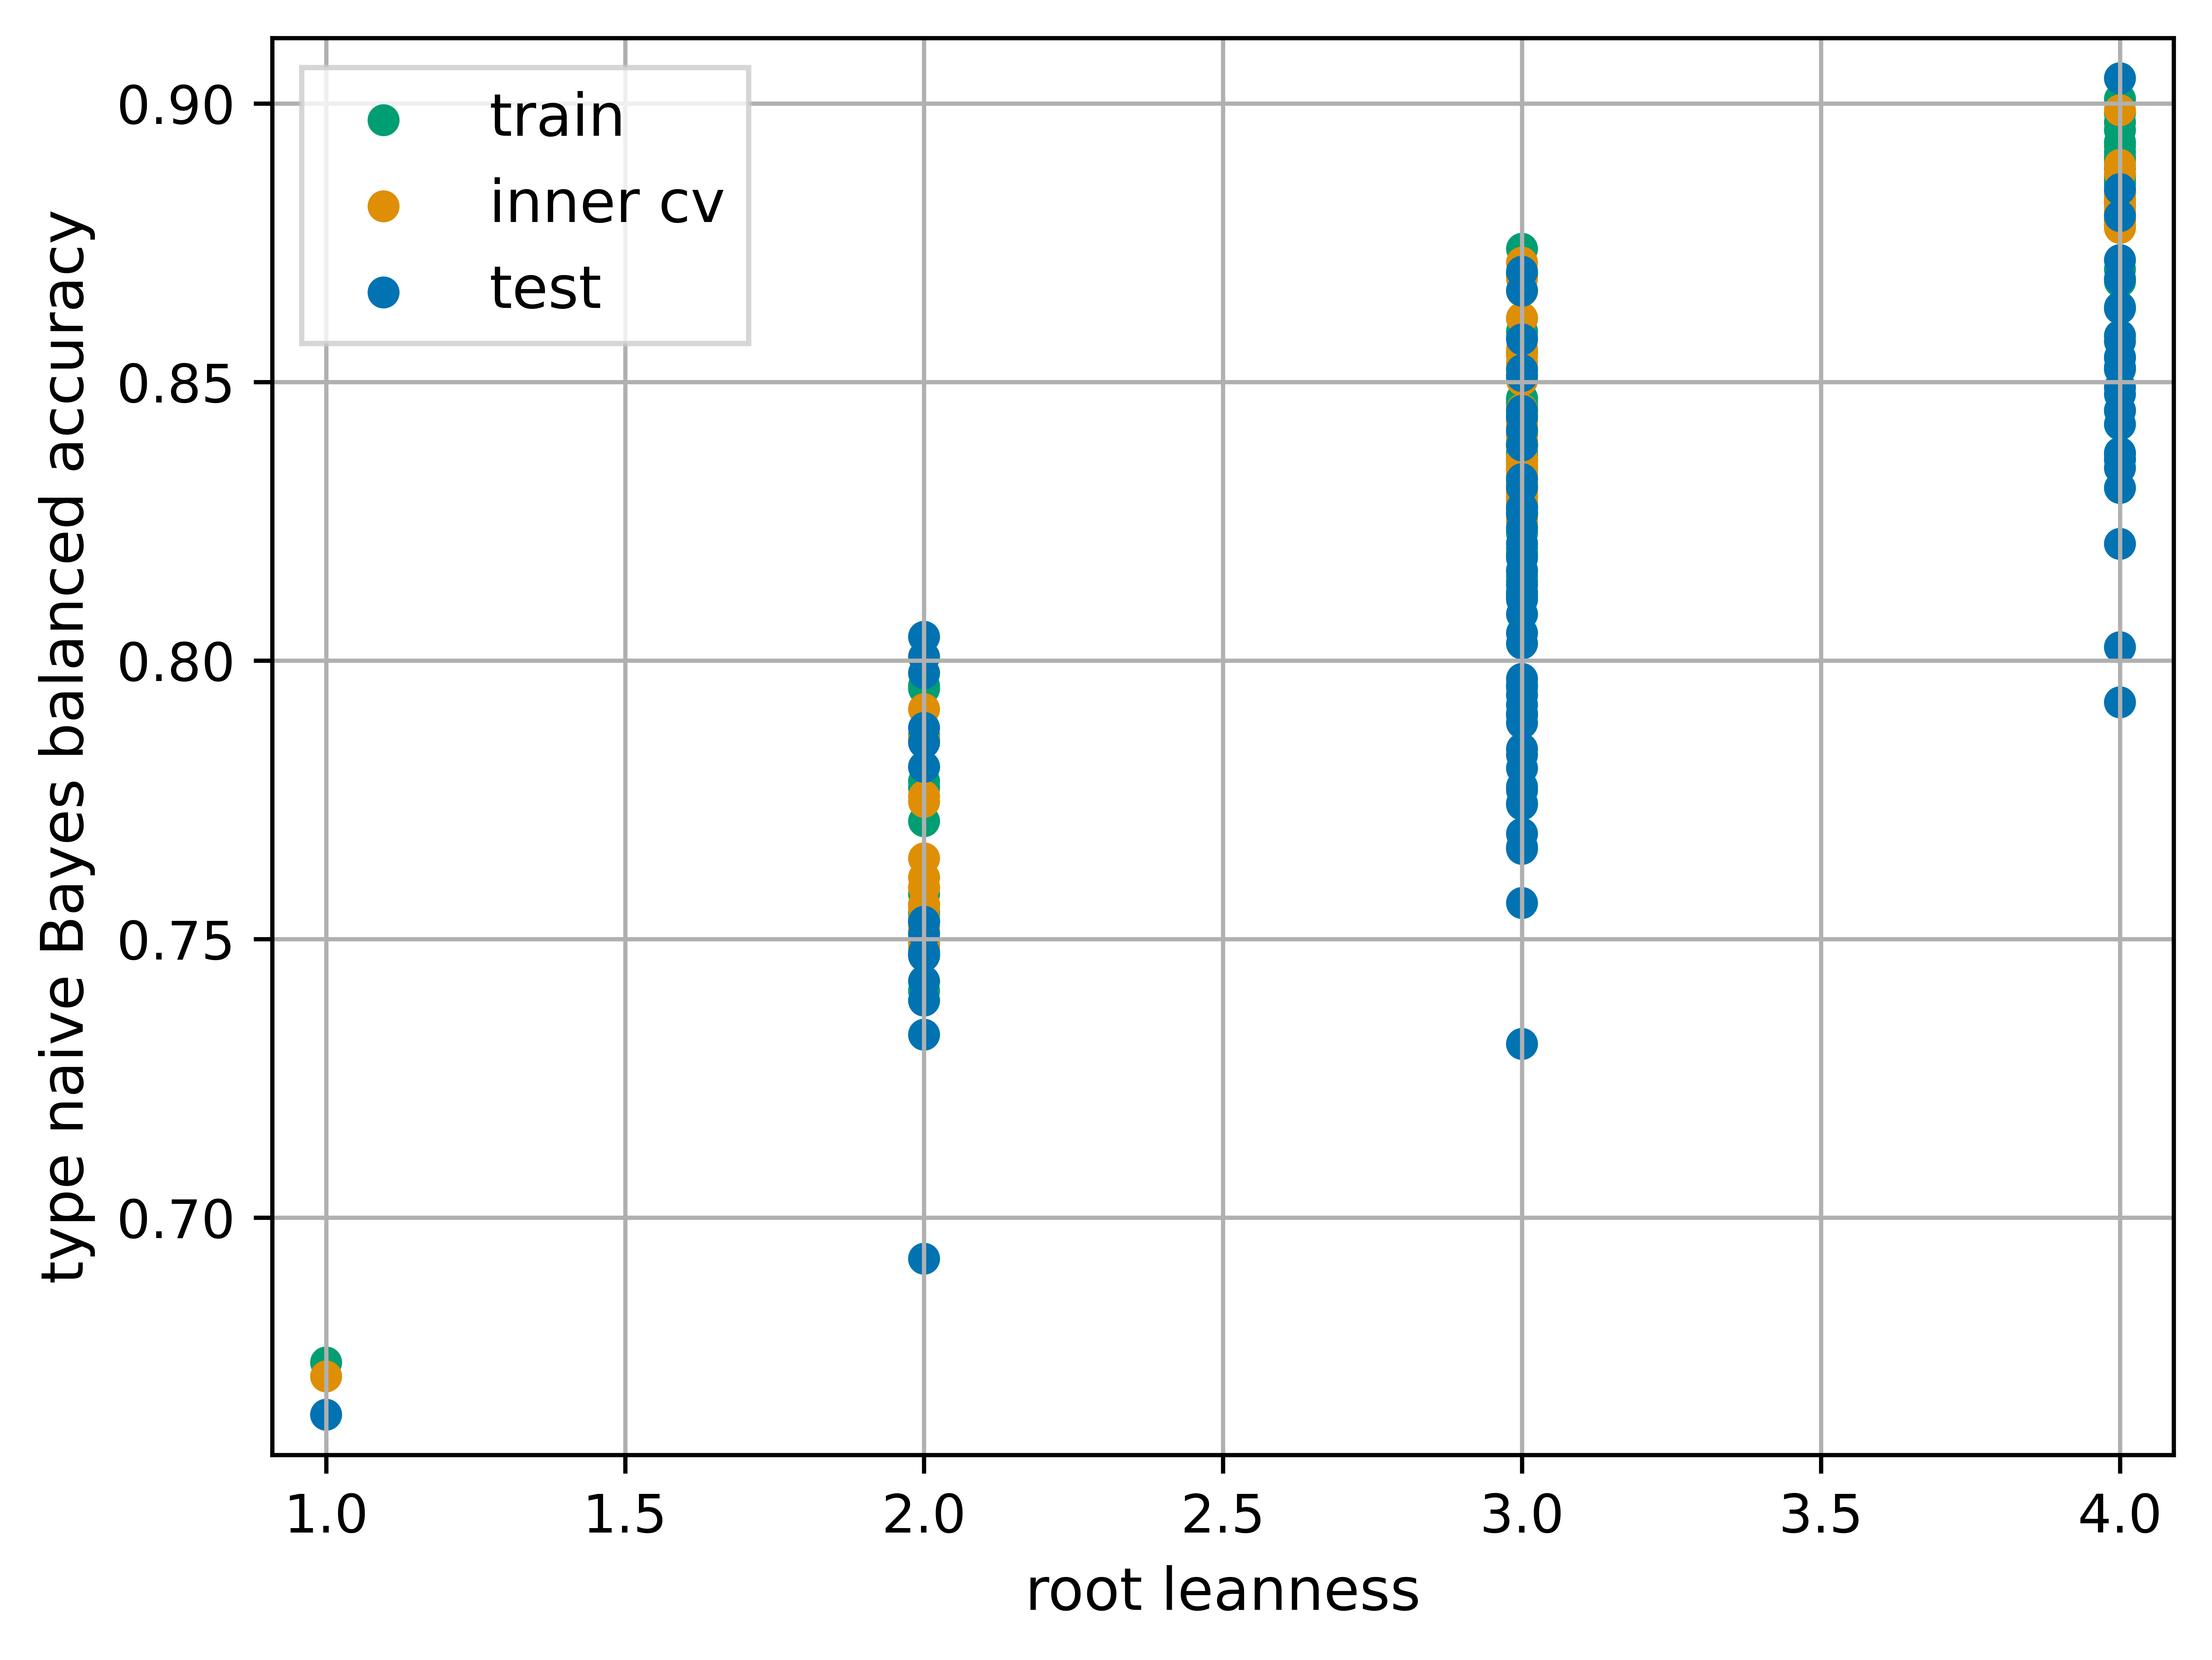 train
inner cv
test
0.90
0.85
0.80
0.75
0.70
type naive Bayes balanced accuracy
1.0 1.5 2.0 2.5 3.0 3.5 4.0
root leanness